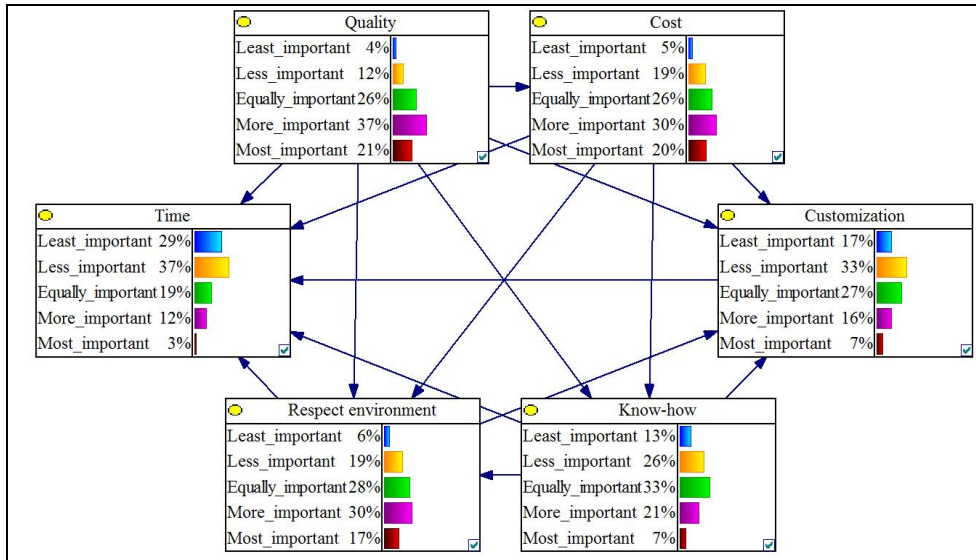 Quality
Least_important 4%
Less_important 12%
Equally_important 26%
More_important 37%
Most_important 21%
Cost
Least_important 5%
Less_important 19%
Equally_important 26%
More_important 30%
Most_important 20%
Time
Least_important 29%
Less_important 37%
Equally_important 19%
More_important 12%
Most_important 3%
Customization
Least_important 17%
Less_important 33%
Equally_important 27%
More_important 16%
Most_important 7%
Respect environment
Least_important 6%
Less_important 19%
Equally_important 28%
More_important 30%
Most_important 17%
Know-how
Least_important 13%
Less_important 26%
Equally_important 33%
More_important 21%
Most_important 7%